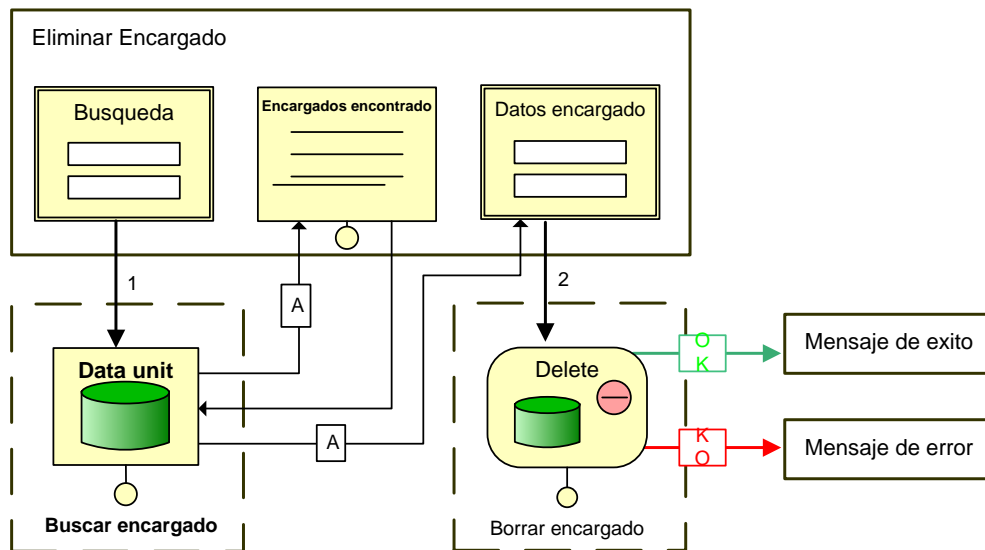 Eliminar Encargado
Busqueda
Encargados encontrado
Datos encargado
1
A
2
A
Data unit
Buscar encargado
Delete
Borrar encargado
O
K
Mensaje de exito
K
O
Mensaje de error